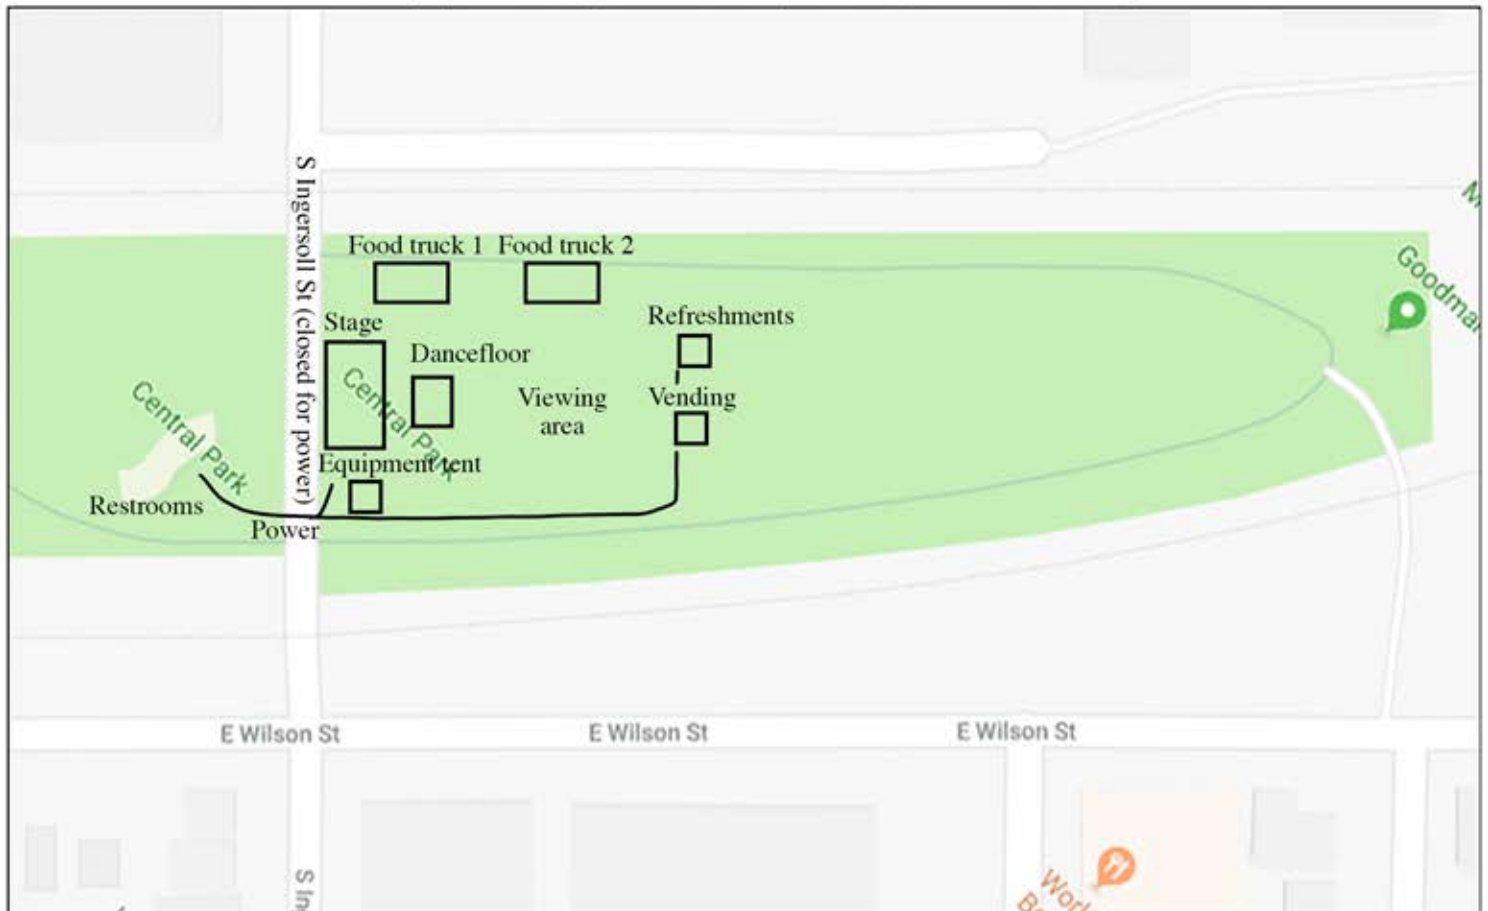 S Ingersoll St (closed for power)
Food truck 1
Food truck 2
Stage
Dancefloor
Refreshments
Viewing
area
Vending
Central Park
Central Park
Equipment tent
Restrooms
Power
E Wilson St
E Wilson St
E Wilson St